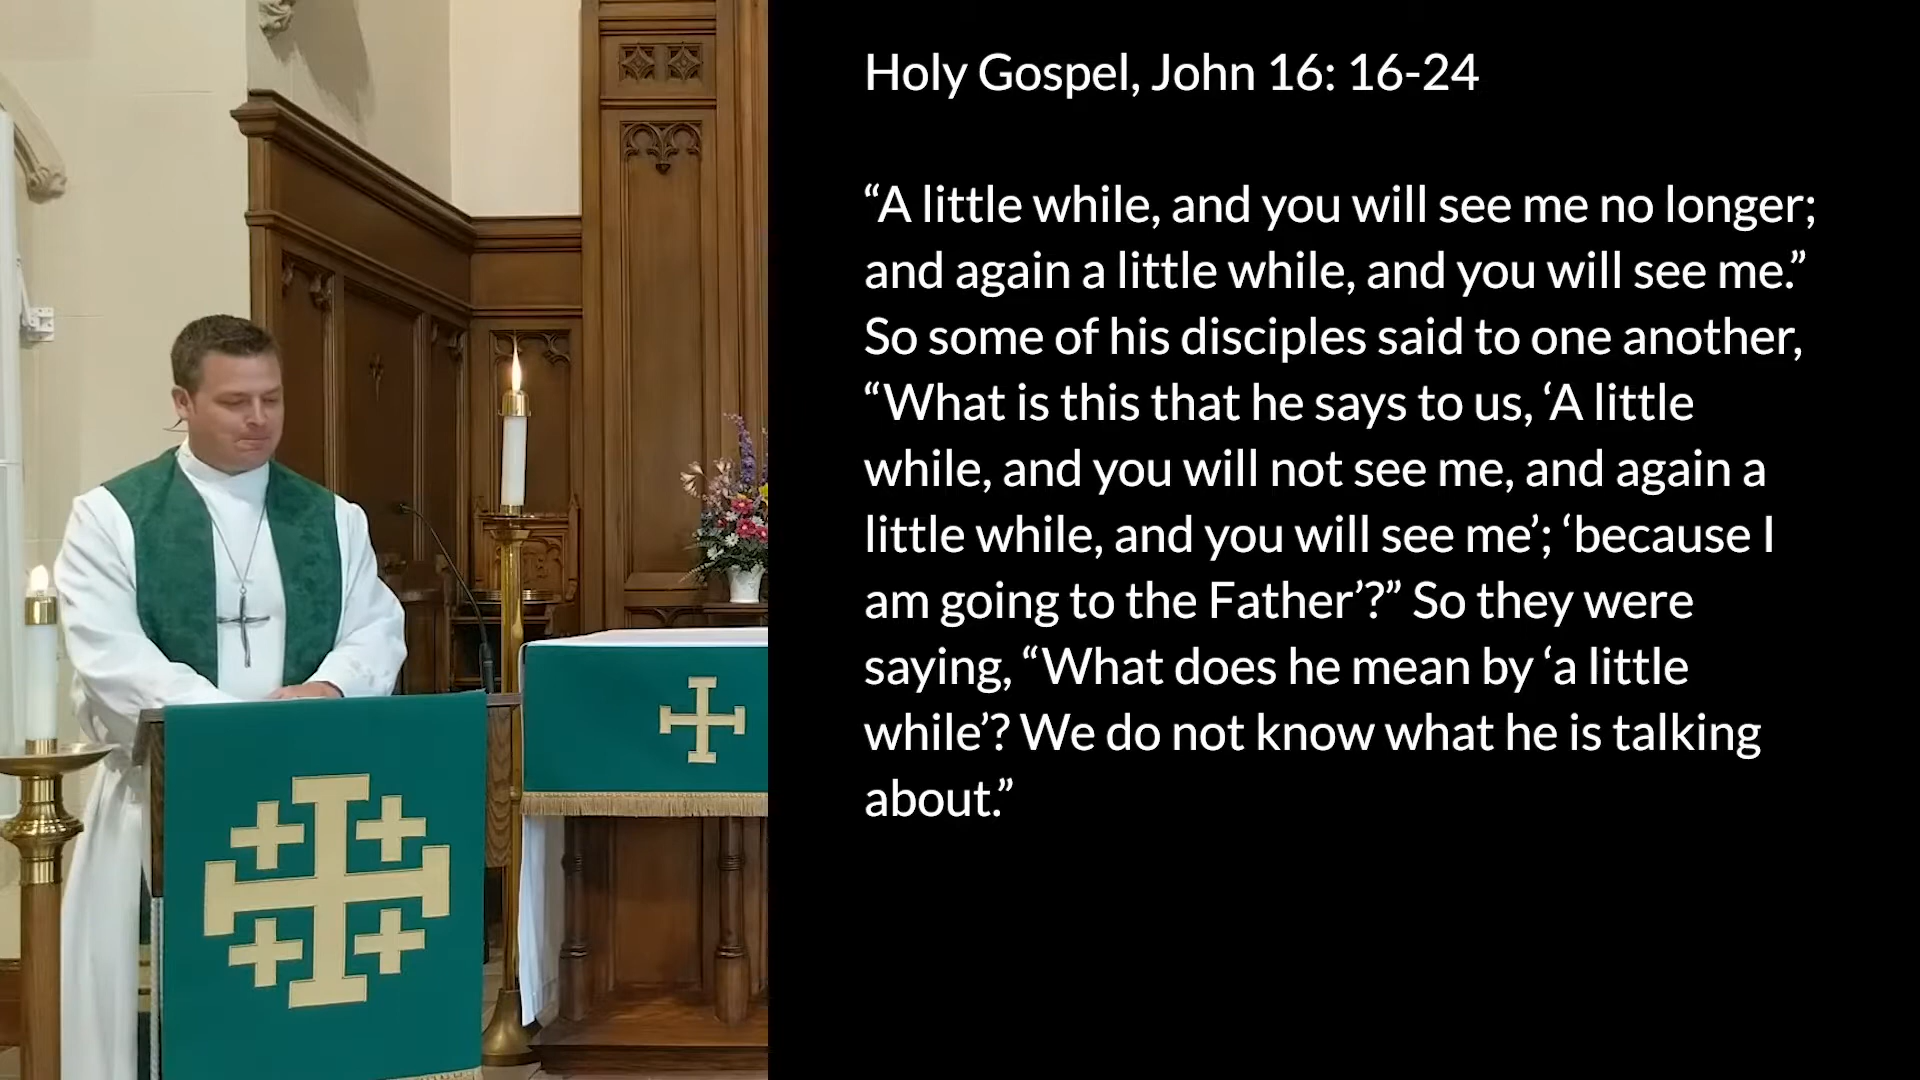 Holy Gospel, John 16: 16-24
“A little while, and you will see me no longer;
and again a little while, and you will see me.”
So some of his disciples said to one another,
“What is this that he says to us, ‘A little
while, and you will not see me, and again a
little while, and you will see me’; ‘because I
am going to the Father’?” So they were
saying, “What does he mean by ‘a little
while’? We do not know what he is talking
about.”